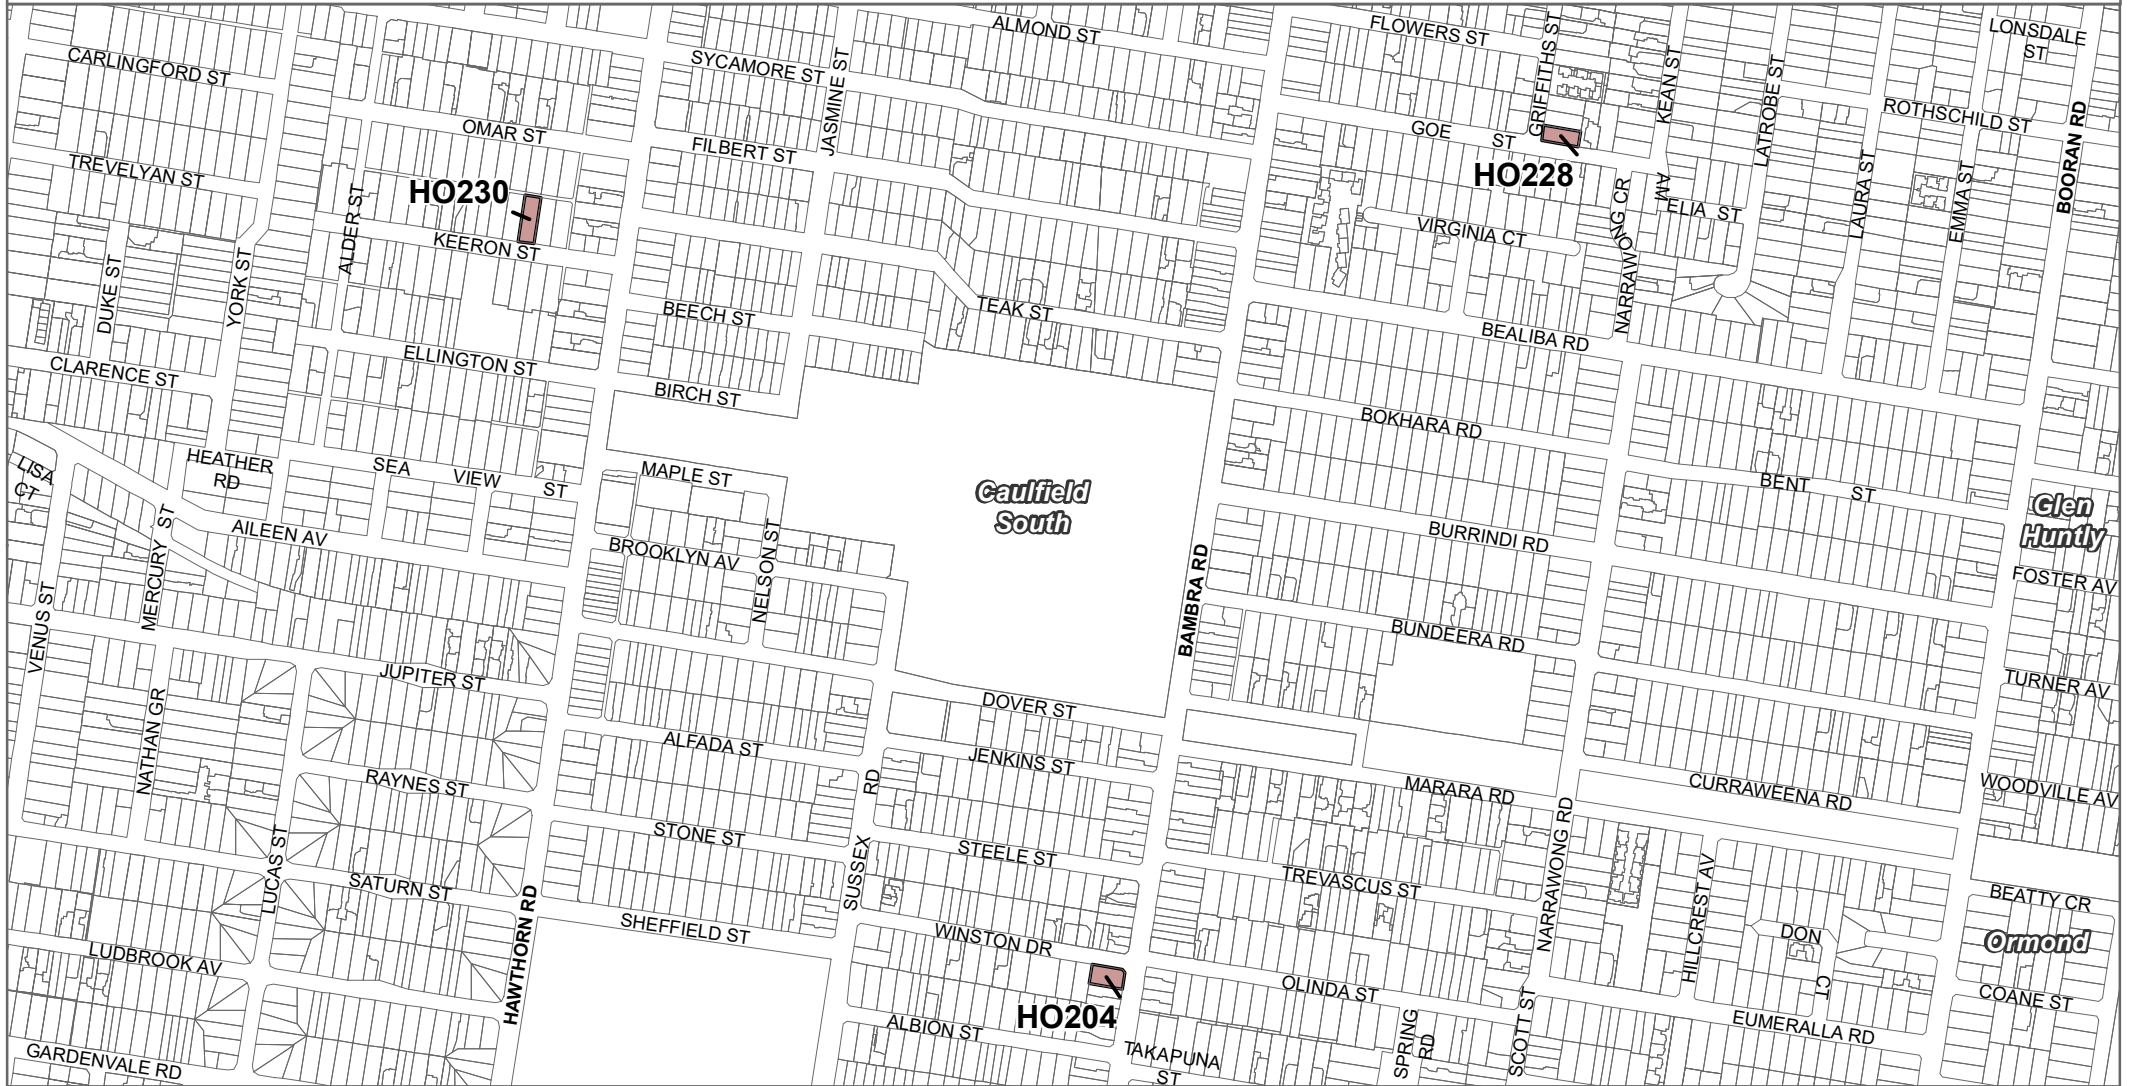 ALMOND ST
FLOWERS ST
GRIFFITHS ST
LONSDALE
ST
CARLINGFORD ST
SYCAMORE ST
JASMINE ST
KEAN ST
LATROBE ST
ROTHSCHILD ST
BOORAN RD
OMAR ST
FILBERT ST
GOE ST
HO228
TREVELYAN ST
HO230
ALDER ST
KEERON ST
AMELIA ST
NARRAWONG CR
LAURA ST
EMMA ST
VIRGINIA CT
DUKE ST
YORK ST
BEECH ST
TEAK ST
BEALIBA RD
CLARENCE ST
ELLINGTON ST
BIRCH ST
BOKHARA RD
LISA
CT
HEATHER
RD
SEA VIEW ST
MAPLE ST
Caulfield
South
BENT ST
Glen
Huntly
MERCURY ST
AILEEN AV
BROOKLYN AV
NELSON ST
BURRINDI RD
BAMBRA RD
FOSTER AV
VENUS ST
BUNDEERA RD
JUPITER ST
TURNER AV
NATHAN GR
DOVER ST
ALFADA ST
JENKINS ST
RAYNES ST
MARARA RD
CURRAWEENA RD
WOODVILLE AV
SUSSEX RD
STONE ST
STEELE ST
LUCAS ST
SATURN ST
TREVASCUS ST
NARRAWONG RD
HILLCREST AV
BEATTY CR
HAWTHORN RD
SHEFFIELD ST
WINSTON DR
DON CT
Ormond
LUDBROOK AV
OLINDA ST
COANE ST
HO204
ALBION ST
SCOTT ST
EUMERALLA RD
GARDENVALE RD
TAKAPUNA
ST
SPRING
RD